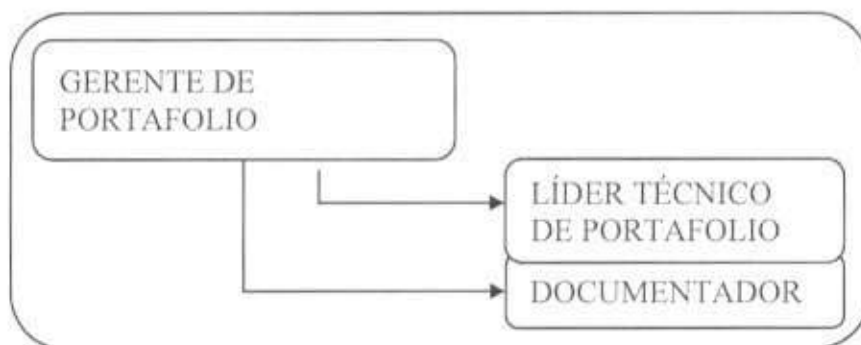 GERENTE DE
PORTAFOLIO
LÍDER TÉCNICO
DE PORTAFOLIO
DOCUMENTADOR